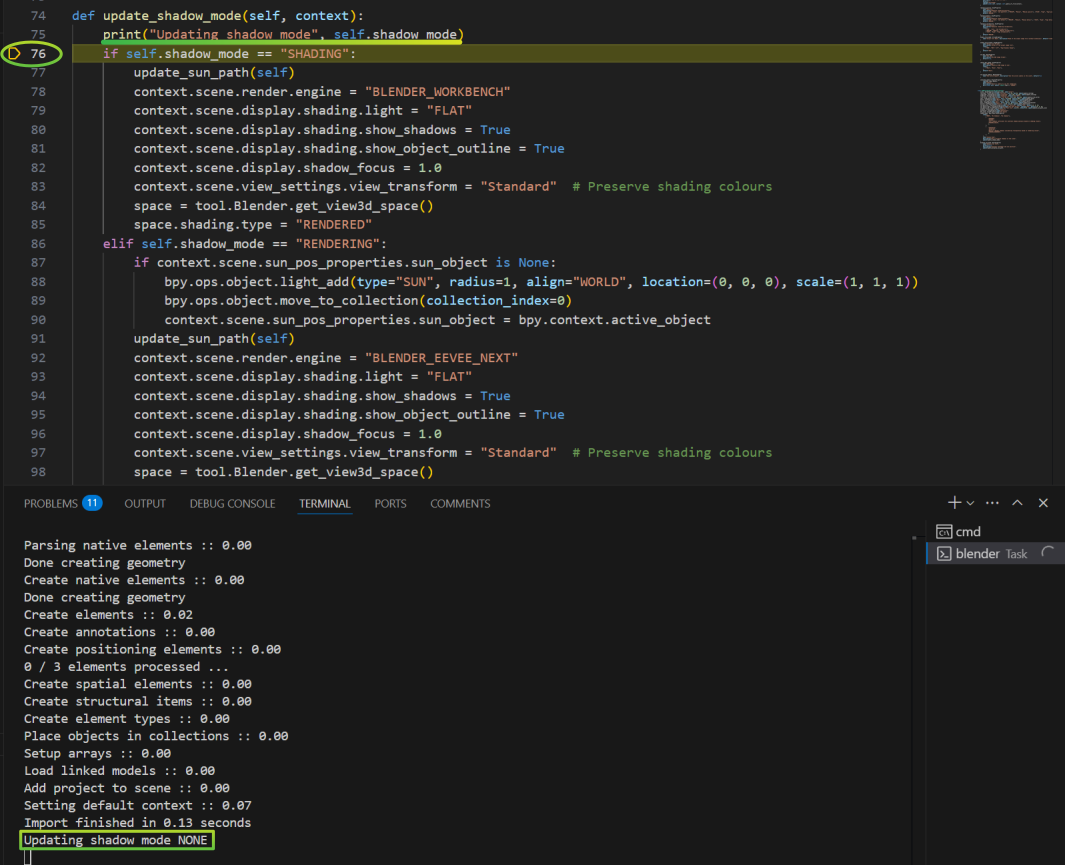 74 def update_shadow_mode(self, context):
75 print("Updating shadow mode", self.shadow_mode)
76 if self.shadow_mode == "SHADING":
77 update_sun_path(self)
78 context.scene.render.engine = "BLENDER_WORKBENCH"
79 context.scene.display.shading.light = "FLAT"
80 context.scene.display.shading.show_shadows = True
81 context.scene.display.shading.show_object_outline = True
82 context.scene.display.shadow_focus = 1.0
83 context.scene.view_settings.view_transform = "Standard"  # Preserve shading colours
84 space = tool.Blender.get_view3d_space()
85 space.shading.type = "RENDERED"
86 elif self.shadow_mode == "RENDERING":
87 if context.scene.sun_pos_properties.sun_object is None:
88 bpy.ops.object.light_add(type="SUN", radius=1, align="WORLD", location=(0, 0, 0), scale=(1, 1, 1))
89 bpy.ops.object.move_to_collection(collection_index=0)
90 context.scene.sun_pos_properties.sun_object = bpy.context.active_object
91 update_sun_path(self)
92 context.scene.render.engine = "BLENDER_EEVEE_NEXT"
93 context.scene.display.shading.light = "FLAT"
94 context.scene.display.shading.show_shadows = True
95 context.scene.display.shading.show_object_outline = True
96 context.scene.display.shadow_focus = 1.0
97 context.scene.view_settings.view_transform = "Standard"  # Preserve shading colours
98 space = tool.Blender.get_view3d_space()
PROBLEMS 11 OUTPUT DEBUG CONSOLE TERMINAL PORTS COMMENTS
cmd
blender Task
Parsing native elements :: 0.00
Done creating geometry
Create native elements :: 0.00
Done creating geometry
Create elements :: 0.02
Create annotations :: 0.00
Create positioning elements :: 0.00
0 / 3 elements processed ...
Create spatial elements :: 0.00
Create structural items :: 0.00
Create element types :: 0.00
Place objects in collections :: 0.00
Setup arrays :: 0.00
Load linked models :: 0.00
Add project to scene :: 0.00
Setting default context :: 0.07
Import finished in 0.13 seconds
Updating shadow mode NONE